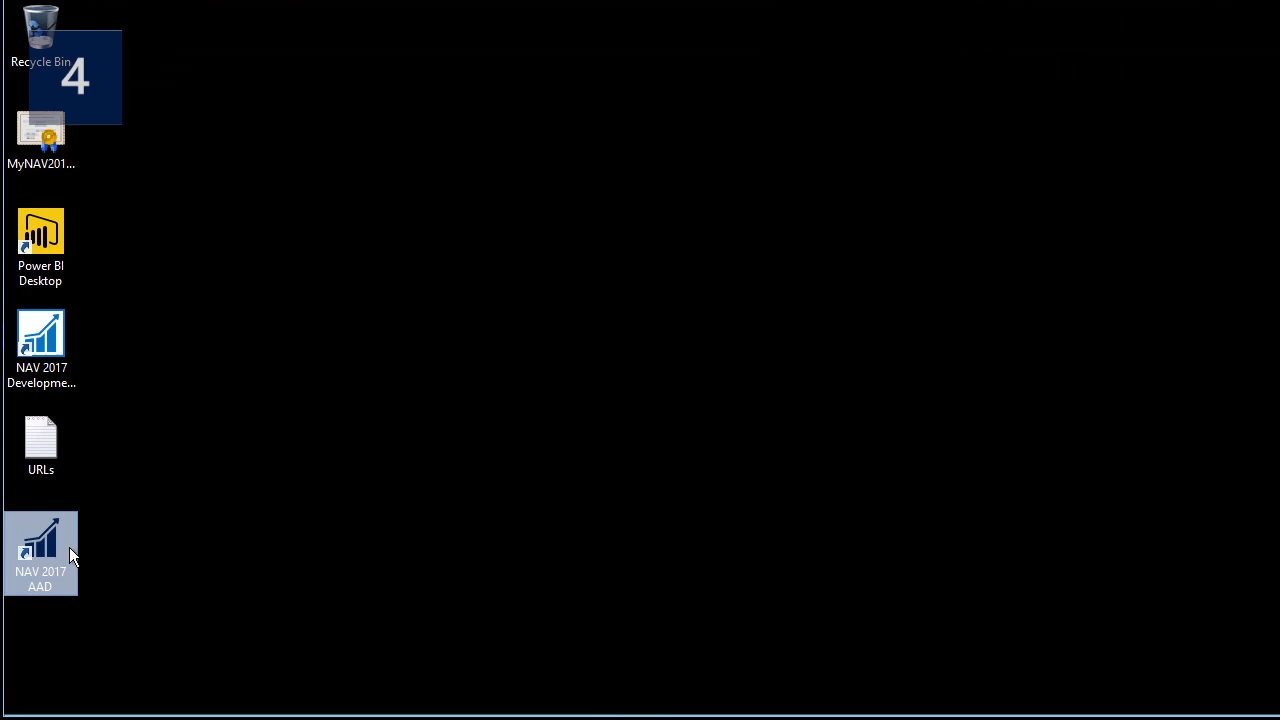 Recycle Bin
4
MyNAV201...
Power BI
Desktop
NAV 2017
Developme...
URLs
NAV 2017
AAD